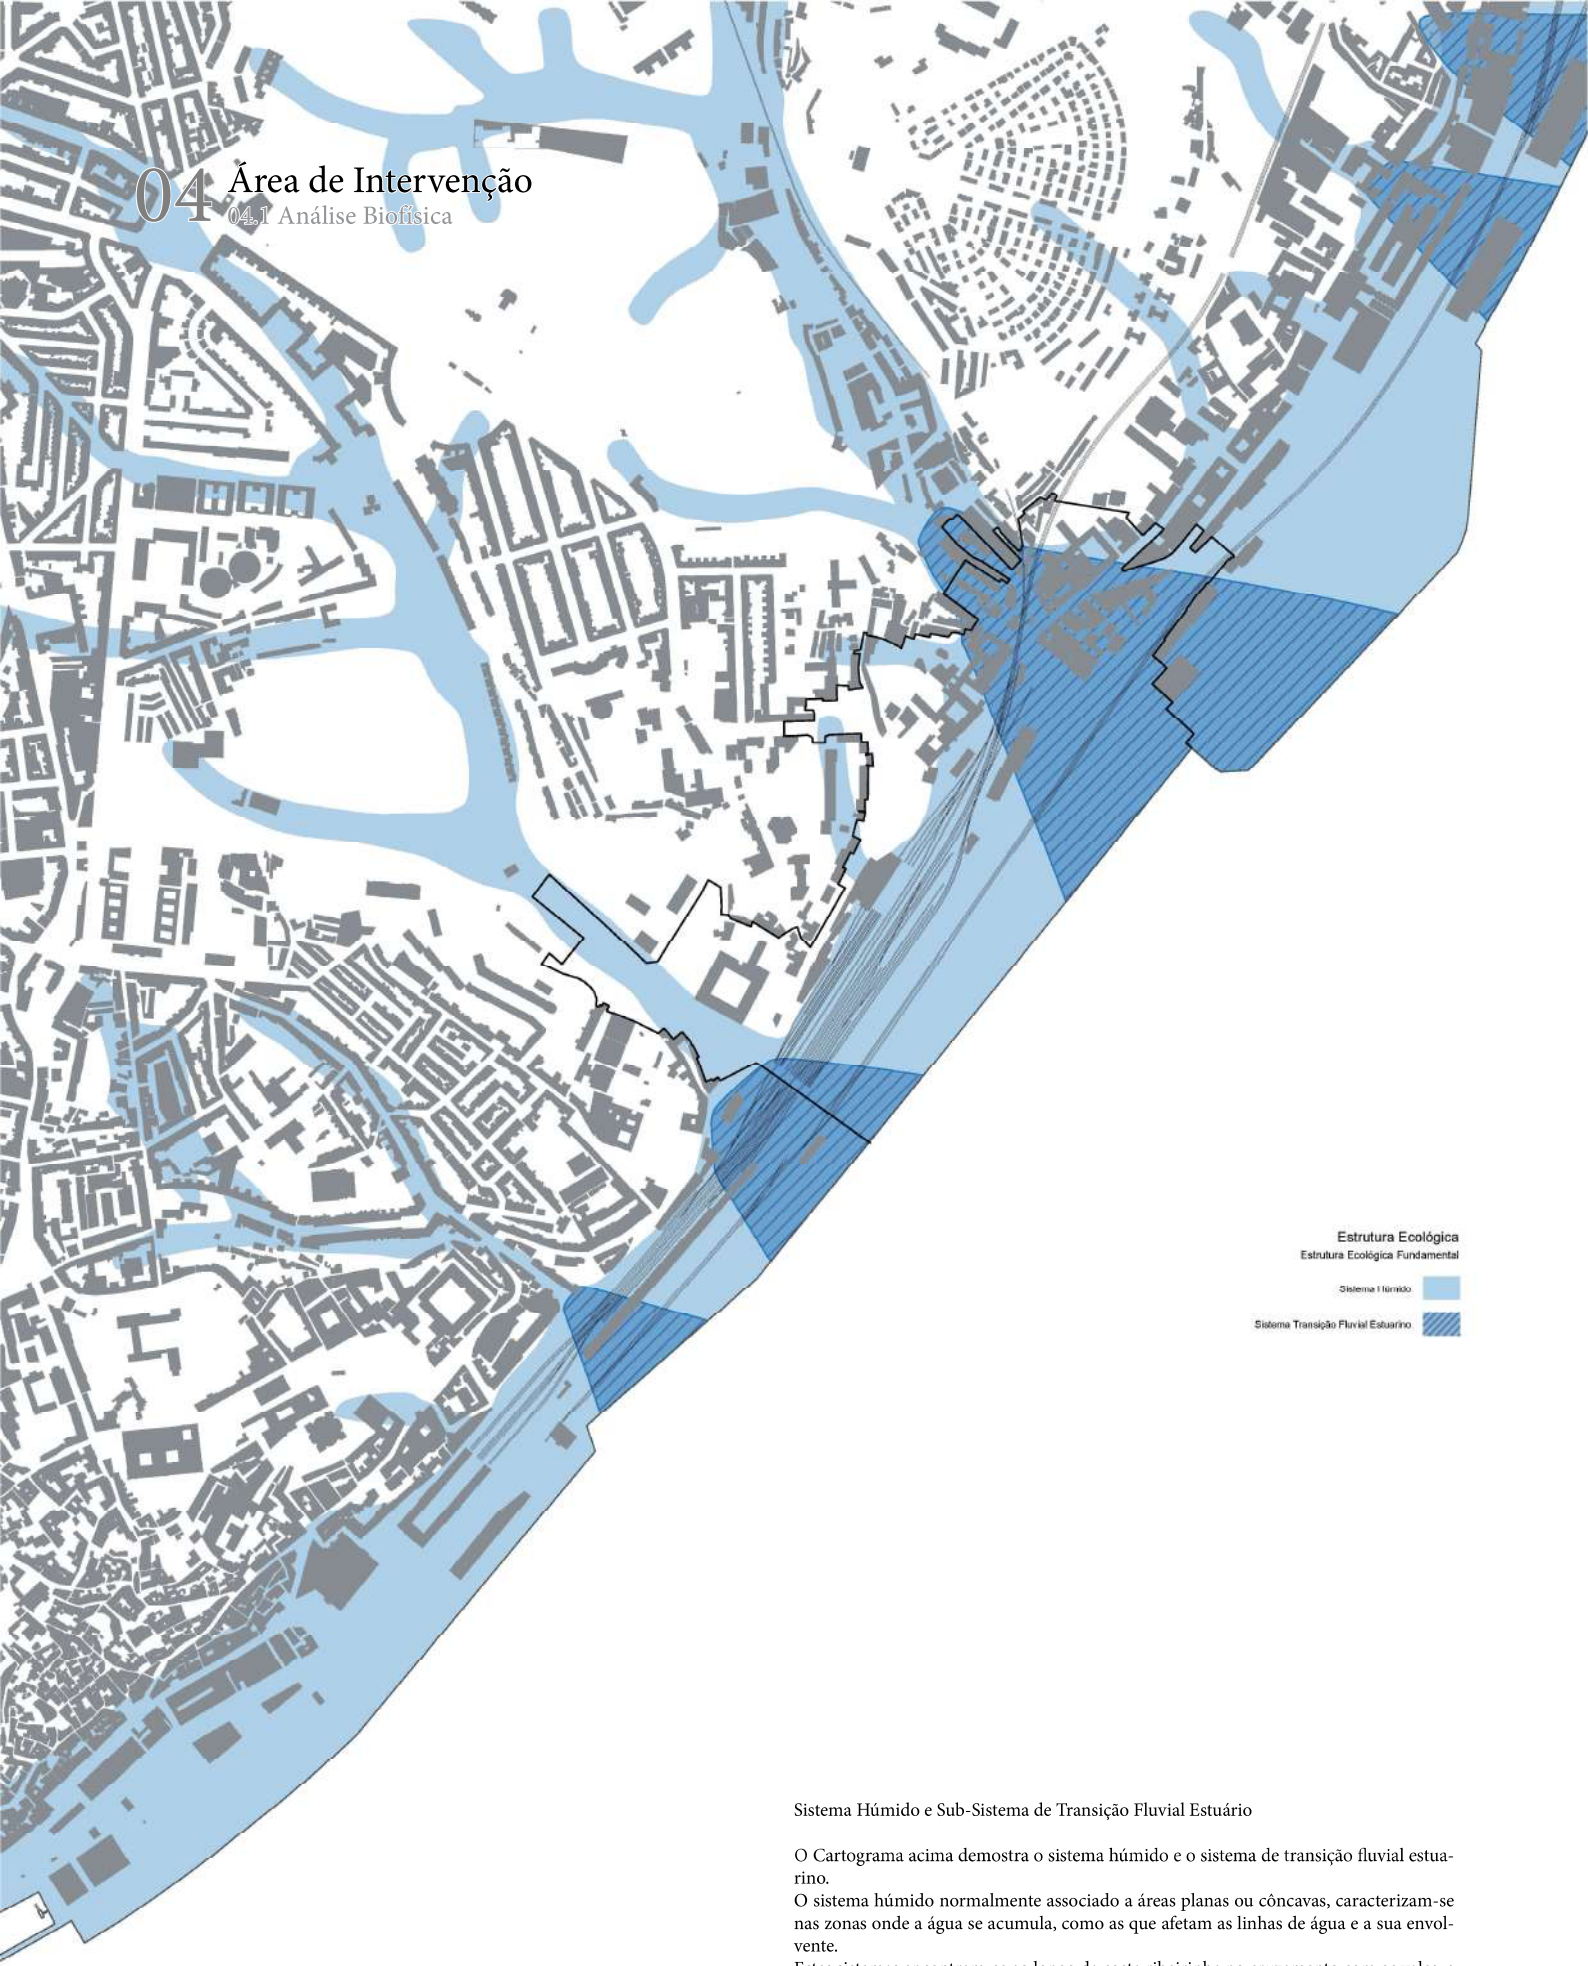 04 Área de Intervenção
04.1 Análise Biofísica
Estrutura Ecológica
Estrutura Ecológica Fundamental
Sistema Húmido
Sistema Transição Fluvial Estuarino
Sistema Húmido e Sub-Sistema de Transição Fluvial Estuário
O Cartograma acima demostra o sistema húmido e o sistema de transição fluvial estua-
rino.
O sistema húmido normalmente associado a áreas planas ou côncavas, caracterizam-se
nas zonas onde a água se acumula, como as que afetam as linhas de água e a sua envol-
vente.